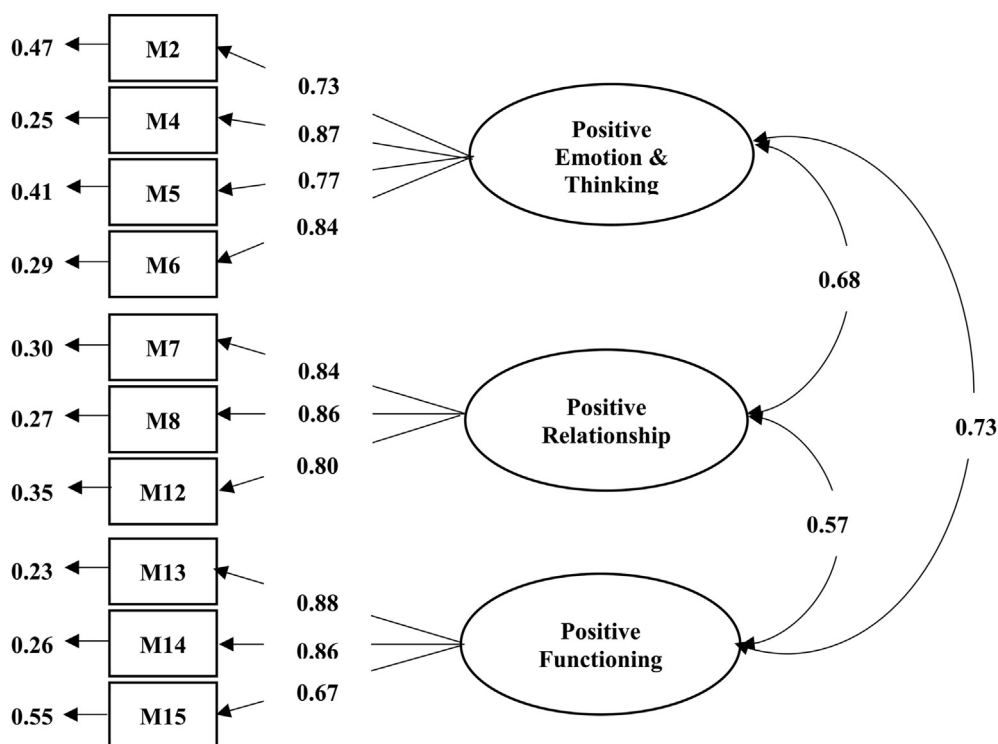 0.47
M2
0.73
0.25
M4
0.87
0.41
M5
0.77
0.29
M6
0.84
Positive
Emotion &
Thinking
0.68
0.30
M7
0.84
0.27
M8
0.86
0.35
M12
0.80
Positive
Relationship
0.73
0.57
0.23
M13
0.88
0.26
M14
0.86
0.55
M15
0.67
Positive
Functioning